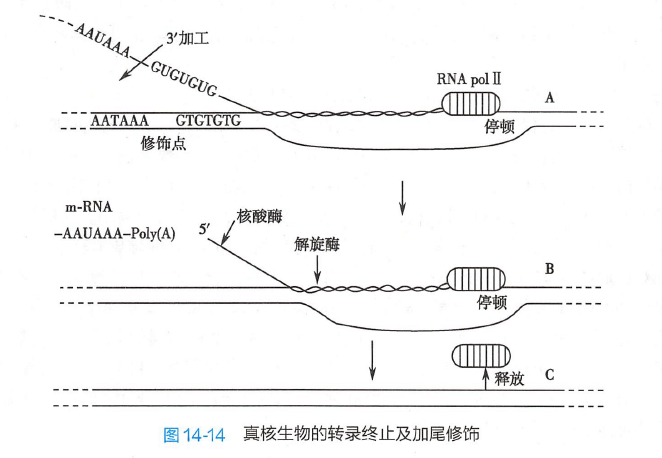 AAUAAA
GUGUGUG
3′加工
RNA pol II
A
AATAAA GTGTGTG
停顿
修饰点
m-RNA
-AAUAAA-Poly(A)
5′
核酸酶
解旋酶
B
停顿
释放
C
图14-14 真核生物的转录终止及加尾修饰